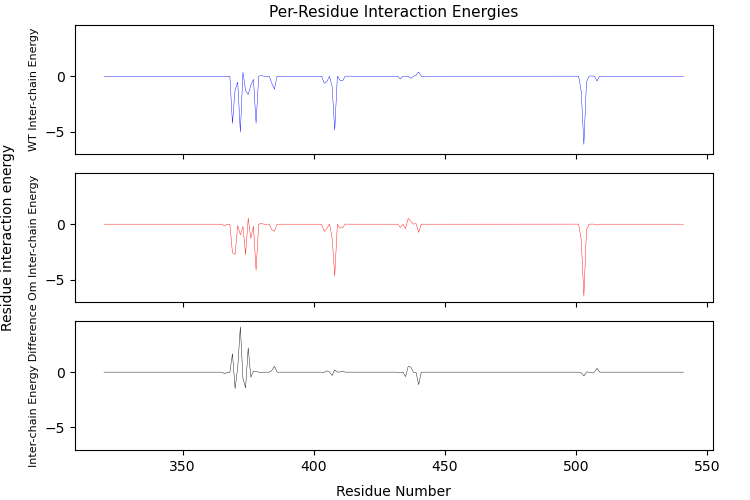 Per-Residue Interaction Energies
WT Inter-chain Energy
0
−5
Om Inter-chain Energy
0
−5
Inter-chain Energy Difference
0
−5
350
400
450
500
550
Residue Number
Residue interaction energy